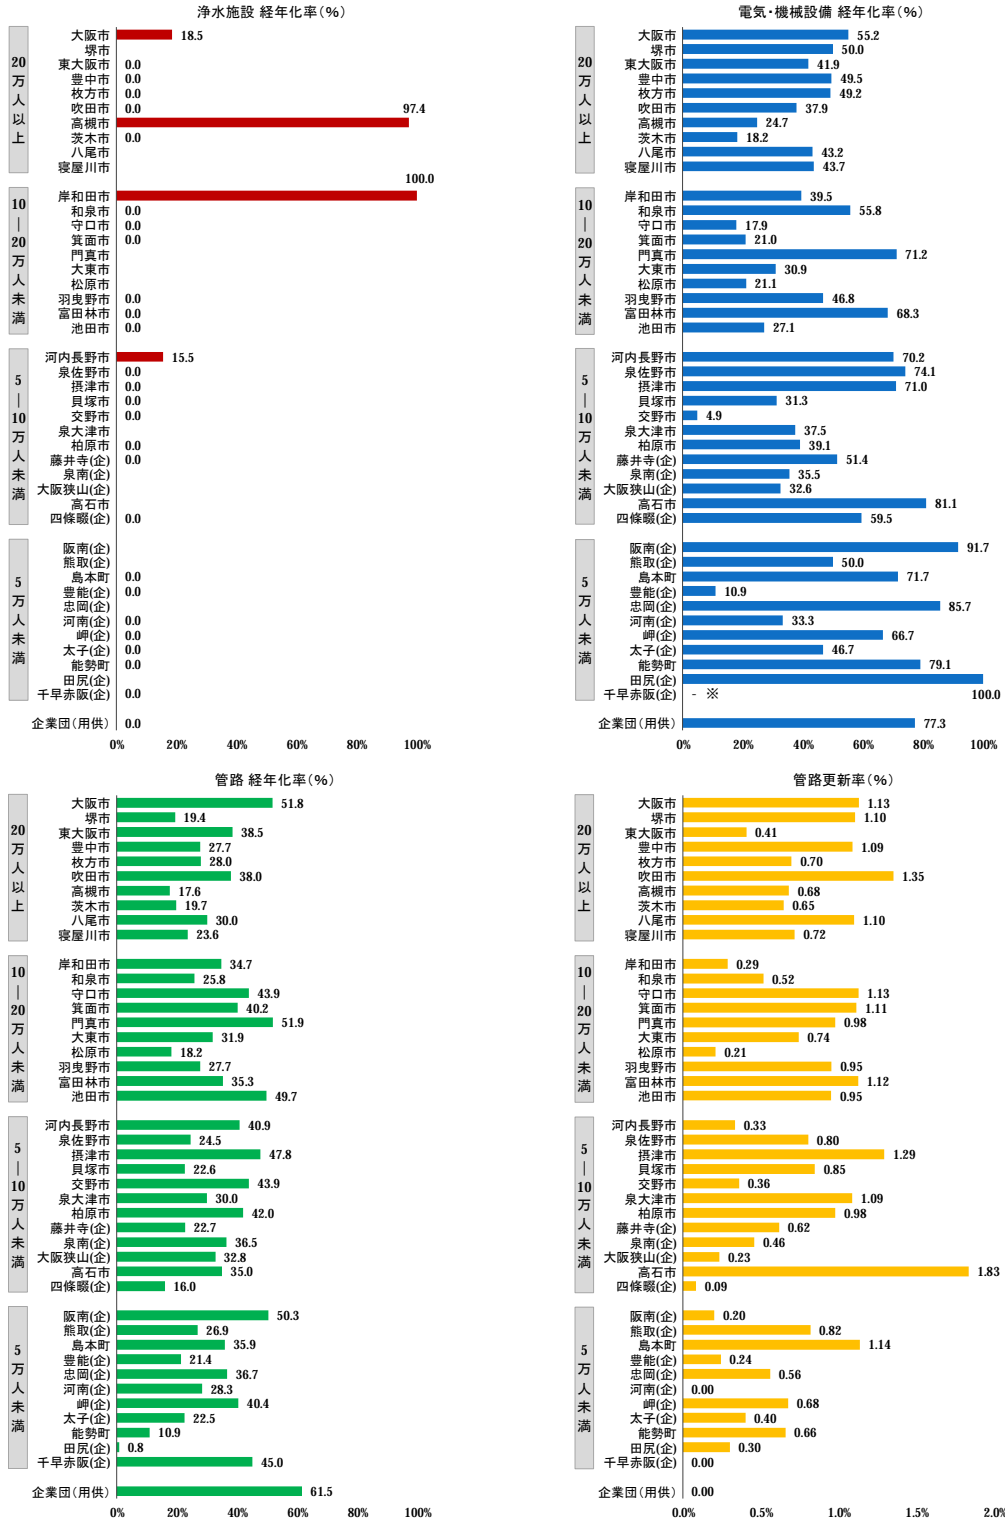 浄水施設 経年化率(%)
20万人以上
大阪市 18.5
堺市
東大阪市 0.0
豊中市 0.0
枚方市 0.0
吹田市 0.0
高槻市 97.4
茨木市 0.0
八尾市
寝屋川市
10―20万人未満
岸和田市 100.0
和泉市 0.0
守口市 0.0
箕面市 0.0
門真市
大東市
松原市
羽曳野市 0.0
富田林市 0.0
池田市 0.0
5―10万人未満
河内長野市 15.5
泉佐野市 0.0
摂津市 0.0
貝塚市 0.0
交野市 0.0
泉大津市
柏原市 0.0
藤井寺(企) 0.0
泉南(企)
大阪狭山(企)
高石市
四條畷(企) 0.0
5万人未満
阪南(企)
熊取(企)
島本町 0.0
豊能(企) 0.0
忠岡(企)
河南(企) 0.0
岬(企) 0.0
太子(企) 0.0
能勢町 0.0
田尻(企)
千早赤阪(企) 0.0
企業団(用供) 0.0
0% 20% 40% 60% 80% 100%
電気・機械設備 経年化率(%)
20万人以上
大阪市 55.2
堺市 50.0
東大阪市 41.9
豊中市 49.5
枚方市 49.2
吹田市 37.9
高槻市 24.7
茨木市 18.2
八尾市 43.2
寝屋川市 43.7
10―20万人未満
岸和田市 39.5
和泉市 55.8
守口市 17.9
箕面市 21.0
門真市 71.2
大東市 30.9
松原市 21.1
羽曳野市 46.8
富田林市 68.3
池田市 27.1
5―10万人未満
河内長野市 70.2
泉佐野市 74.1
摂津市 71.0
貝塚市 31.3
交野市 4.9
泉大津市 37.5
柏原市 39.1
藤井寺(企) 51.4
泉南(企) 35.5
大阪狭山(企) 32.6
高石市 81.1
四條畷(企) 59.5
5万人未満
阪南(企) 91.7
熊取(企) 50.0
島本町 71.7
豊能(企) 10.9
忠岡(企) 85.7
河南(企) 33.3
岬(企) 66.7
太子(企) 46.7
能勢町 79.1
田尻(企) 100.0
千早赤阪(企) - ※
企業団(用供) 77.3
0% 20% 40% 60% 80% 100%
管路 経年化率(%)
20万人以上
大阪市 51.8
堺市 19.4
東大阪市 38.5
豊中市 27.7
枚方市 28.0
吹田市 38.0
高槻市 17.6
茨木市 19.7
八尾市 30.0
寝屋川市 23.6
10―20万人未満
岸和田市 34.7
和泉市 25.8
守口市 43.9
箕面市 40.2
門真市 51.9
大東市 31.9
松原市 18.2
羽曳野市 27.7
富田林市 35.3
池田市 49.7
5―10万人未満
河内長野市 40.9
泉佐野市 24.5
摂津市 47.8
貝塚市 22.6
交野市 43.9
泉大津市 30.0
柏原市 42.0
藤井寺(企) 22.7
泉南(企) 36.5
大阪狭山(企) 32.8
高石市 35.0
四條畷(企) 16.0
5万人未満
阪南(企) 50.3
熊取(企) 26.9
島本町 35.9
豊能(企) 21.4
忠岡(企) 36.7
河南(企) 28.3
岬(企) 40.4
太子(企) 22.5
能勢町 10.9
田尻(企) 0.8
千早赤阪(企) 45.0
企業団(用供) 61.5
0% 20% 40% 60% 80% 100%
管路更新率(%)
20万人以上
大阪市 1.13
堺市 1.10
東大阪市 0.41
豊中市 1.09
枚方市 0.70
吹田市 1.35
高槻市 0.68
茨木市 0.65
八尾市 1.10
寝屋川市 0.72
10―20万人未満
岸和田市 0.29
和泉市 0.52
守口市 1.13
箕面市 1.11
門真市 0.98
大東市 0.74
松原市 0.21
羽曳野市 0.95
富田林市 1.12
池田市 0.95
5―10万人未満
河内長野市 0.33
泉佐野市 0.80
摂津市 1.29
貝塚市 0.85
交野市 0.36
泉大津市 1.09
柏原市 0.98
藤井寺(企) 0.62
泉南(企) 0.46
大阪狭山(企) 0.23
高石市 1.83
四條畷(企) 0.09
5万人未満
阪南(企) 0.20
熊取(企) 0.82
島本町 1.14
豊能(企) 0.24
忠岡(企) 0.56
河南(企) 0.00
岬(企) 0.68
太子(企) 0.40
能勢町 0.66
田尻(企) 0.30
千早赤阪(企) 0.00
企業団(用供) 0.00
0.0% 0.5% 1.0% 1.5% 2.0%